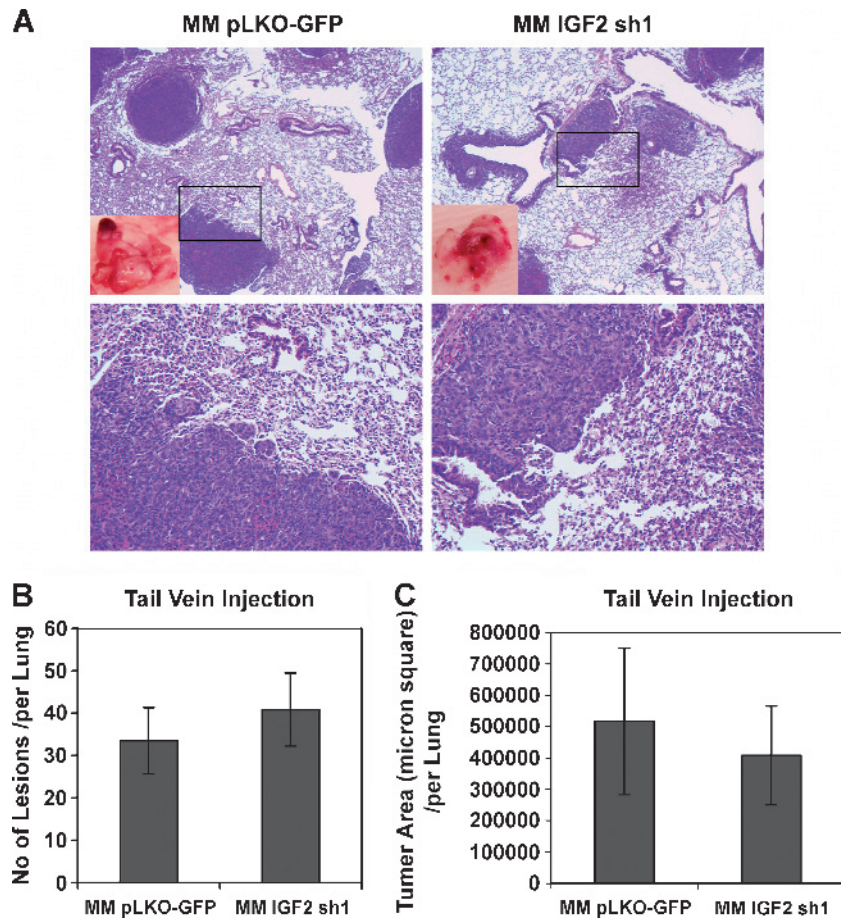 A
MM pLKO-GFP
MM IGF2 sh1
B
Tail Vein Injection
No of Lesions /per Lung
60
50
40
30
20
10
0
MM pLKO-GFP
MM IGF2 sh1
C
Tail Vein Injection
Tumer Area (micron square)
/per Lung
800000
700000
600000
500000
400000
300000
200000
100000
0
MM pLKO-GFP
MM IGF2 sh1